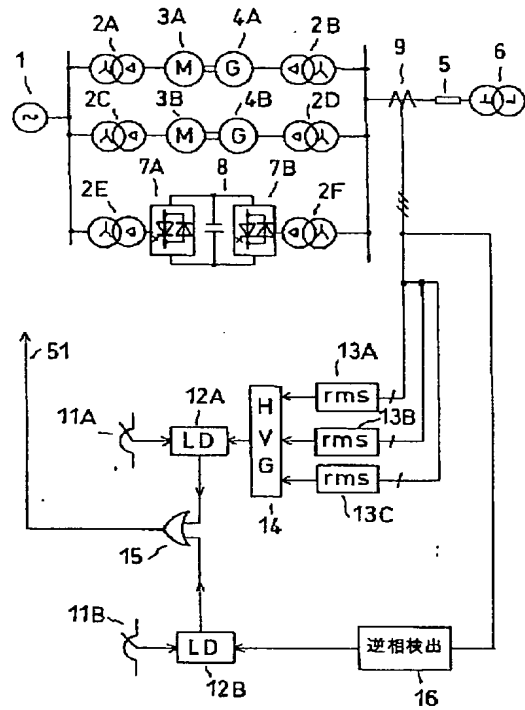 2A 3A 4A 2B
1 M G 9 5 6
~
2C 3B 4B 2D
M G
7A 8 7B
2E 2F
51
13A
12A rms
11A H 13B
LD V rms
G
rms
15 14 13C
11B
LD 逆相検出
12B 16